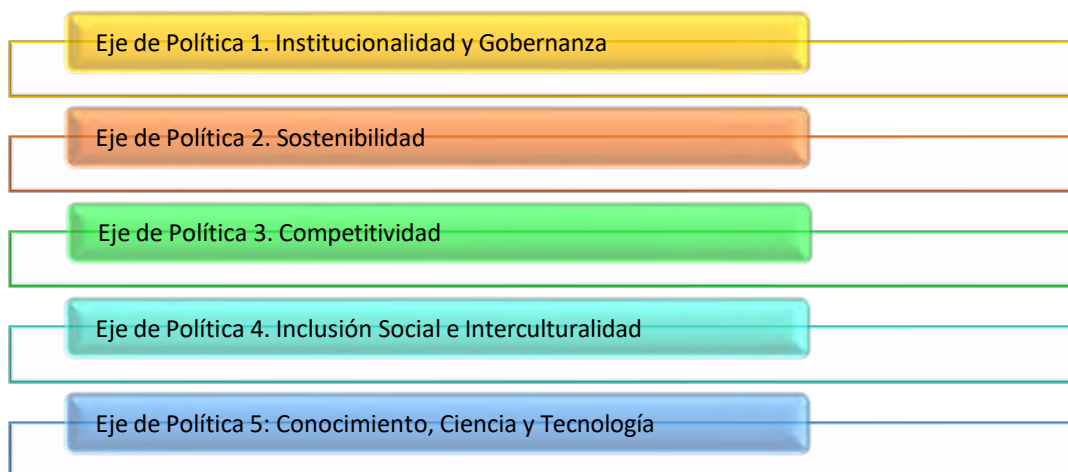 Eje de Política 1. Institucionalidad y Gobernanza
Eje de Política 2. Sostenibilidad
Eje de Política 3. Competitividad
Eje de Política 4. Inclusión Social e Interculturalidad
Eje de Política 5: Conocimiento, Ciencia y Tecnología